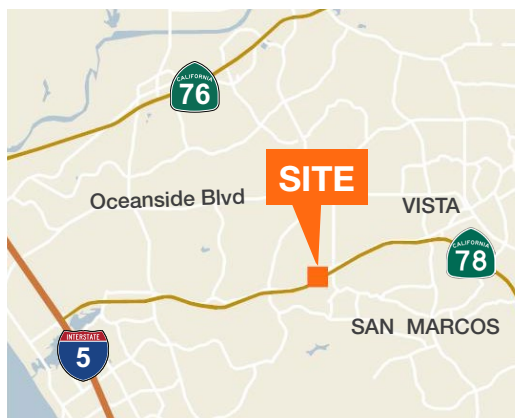 CALIFORNIA
76
SITE
Oceanside Blvd
VISTA
CALIFORNIA
78
SAN MARCOS
INTERSTATE
5